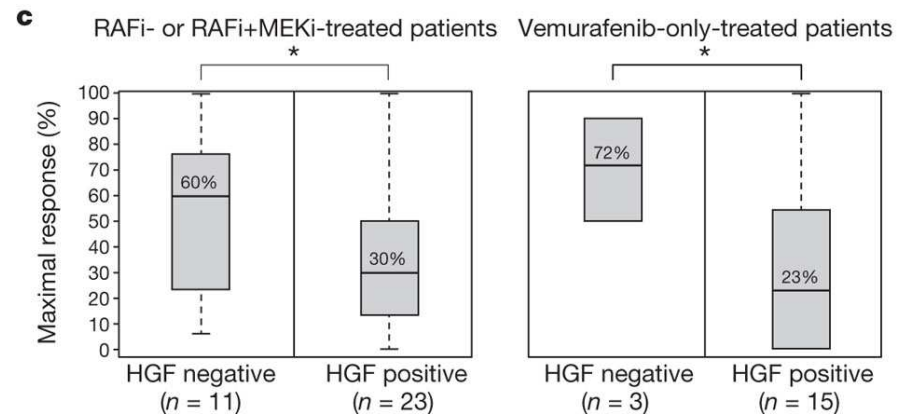 c
RAFi- or RAFi+MEKi-treated patients
*
Maximal response (%)
100
90
80
70
60
50
40
30
20
10
0
60%
30%
HGF negative
(n = 11)
HGF positive
(n = 23)
Vemurafenib-only-treated patients
*
72%
23%
HGF negative
(n = 3)
HGF positive
(n = 15)